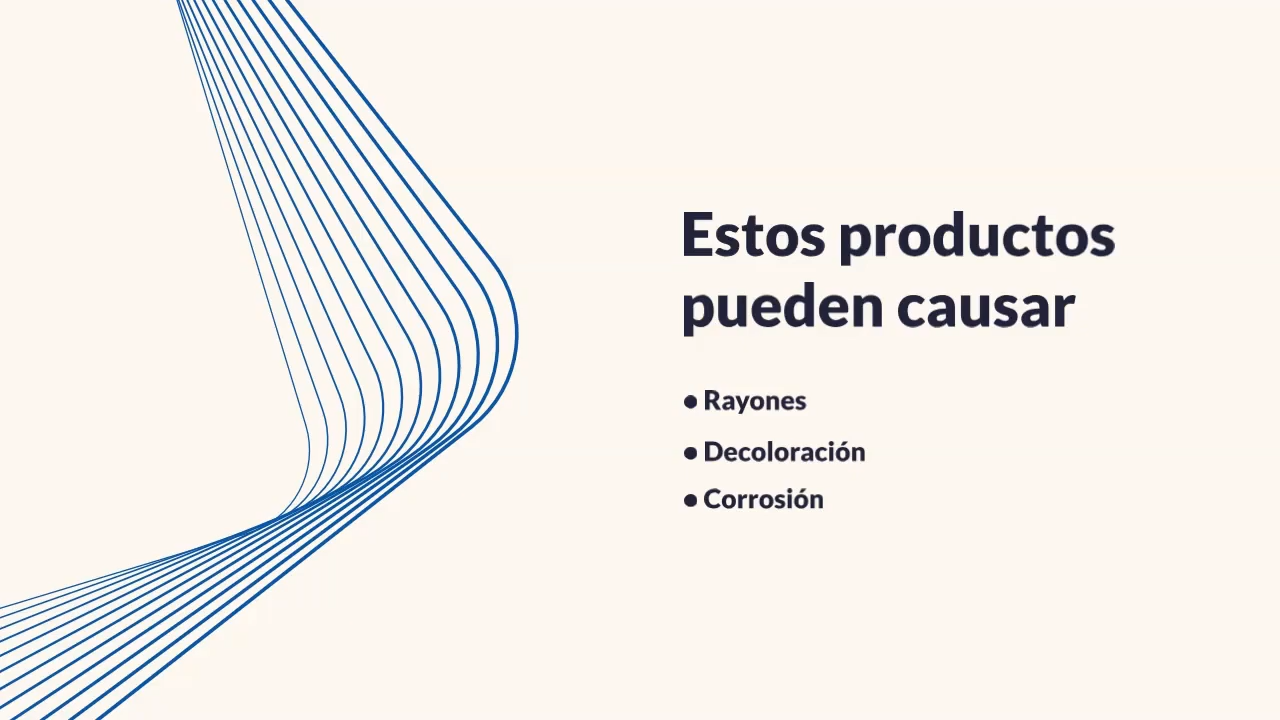 Estos productos
pueden causar
● Rayones
● Decoloración
● Corrosión